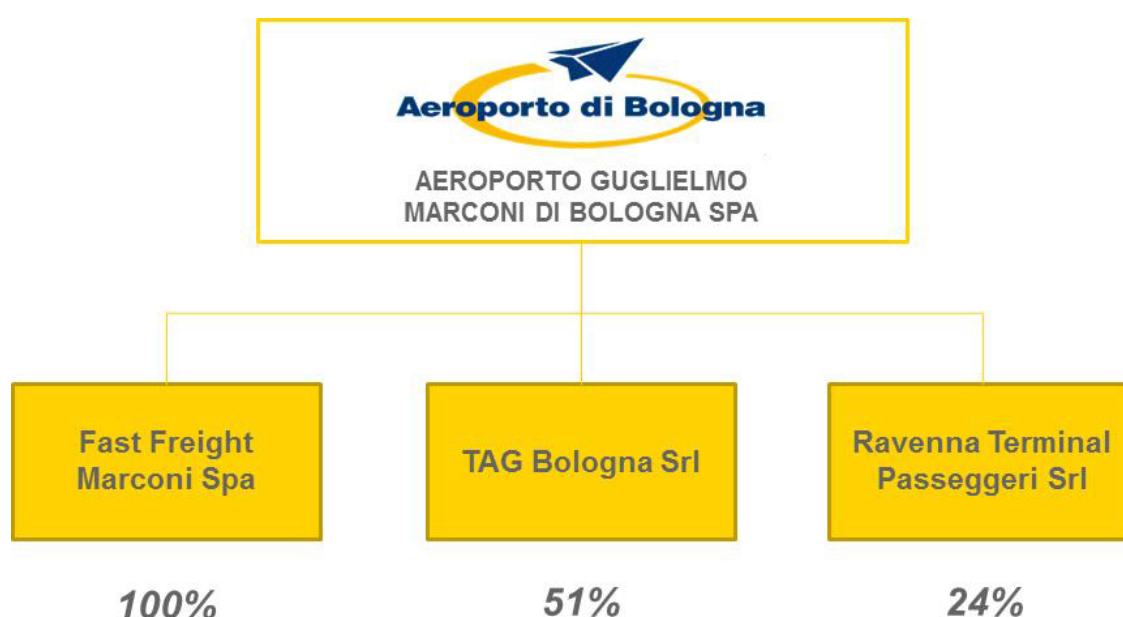 Aeroporto di Bologna
AEROPORTO GUGLIELMO
MARCONI DI BOLOGNA SPA
Fast Freight
Marconi Spa
TAG Bologna Srl
Ravenna Terminal
Passeggeri Srl
100%
51%
24%